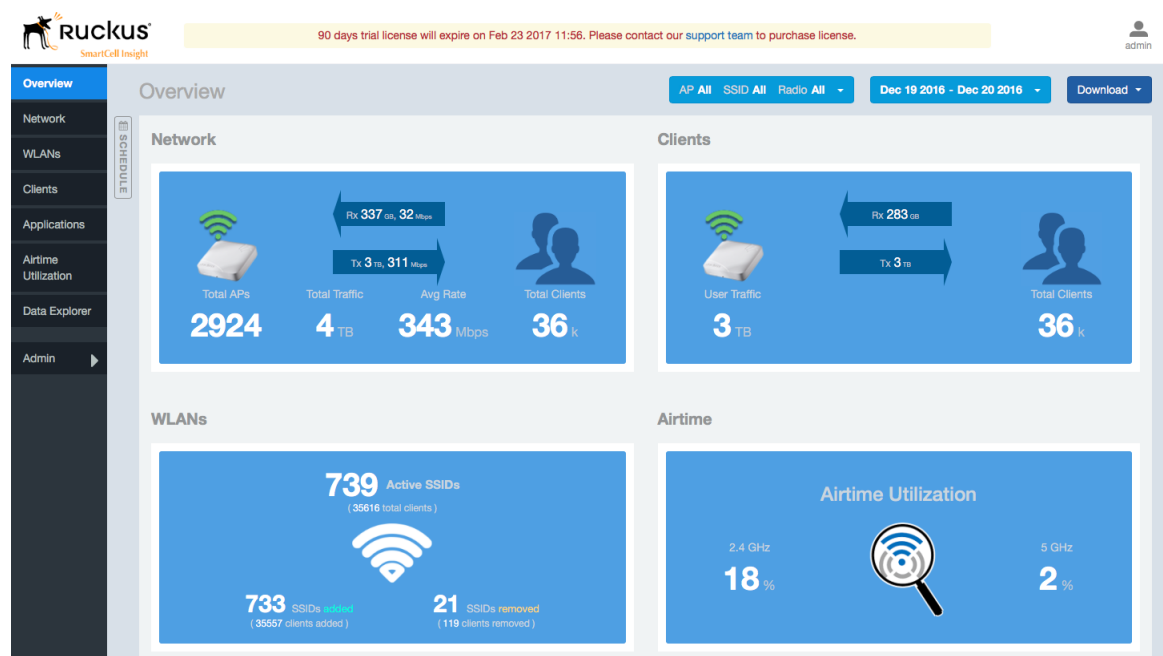 RUCKUS
SmartCell Insight
90 days trial license will expire on Feb 23 2017 11:56. Please contact our support team to purchase license.
admin
Overview
Network
WLANs
Clients
Applications
Airtime
Utilization
Data Explorer
Admin
SCHEDULE
Overview
AP All SSID All Radio All
Dec 19 2016 - Dec 20 2016
Download
Network
Rx 337 GB, 32 Mbps
Tx 3 TB, 311 Mbps
Total APs Total Traffic Avg Rate Total Clients
2924 4 TB 343 Mbps 36 k
Clients
Rx 283 GB
Tx 3 TB
User Traffic Total Clients
3 TB 36 k
WLANs
739 Active SSIDs
( 35616 total clients )
733 SSIDs added 21 SSIDs removed
( 35557 clients added ) ( 119 clients removed )
Airtime
Airtime Utilization
2.4 GHz 5 GHz
18 % 2 %